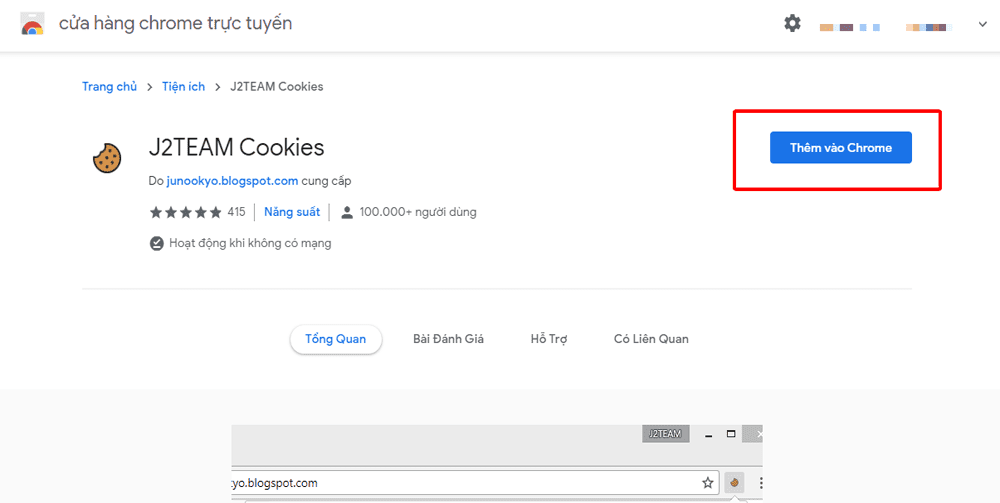 cửa hàng chrome trực tuyến
Trang chủ > Tiện ích > J2TEAM Cookies
J2TEAM Cookies
Thêm vào Chrome
Do junookyo.blogspot.com cung cấp
415 Năng suất 100.000+ người dùng
Hoạt động khi không có mạng
Tổng Quan Bài Đánh Giá Hỗ Trợ Có Liên Quan
J2TEAM
yo.blogspot.com